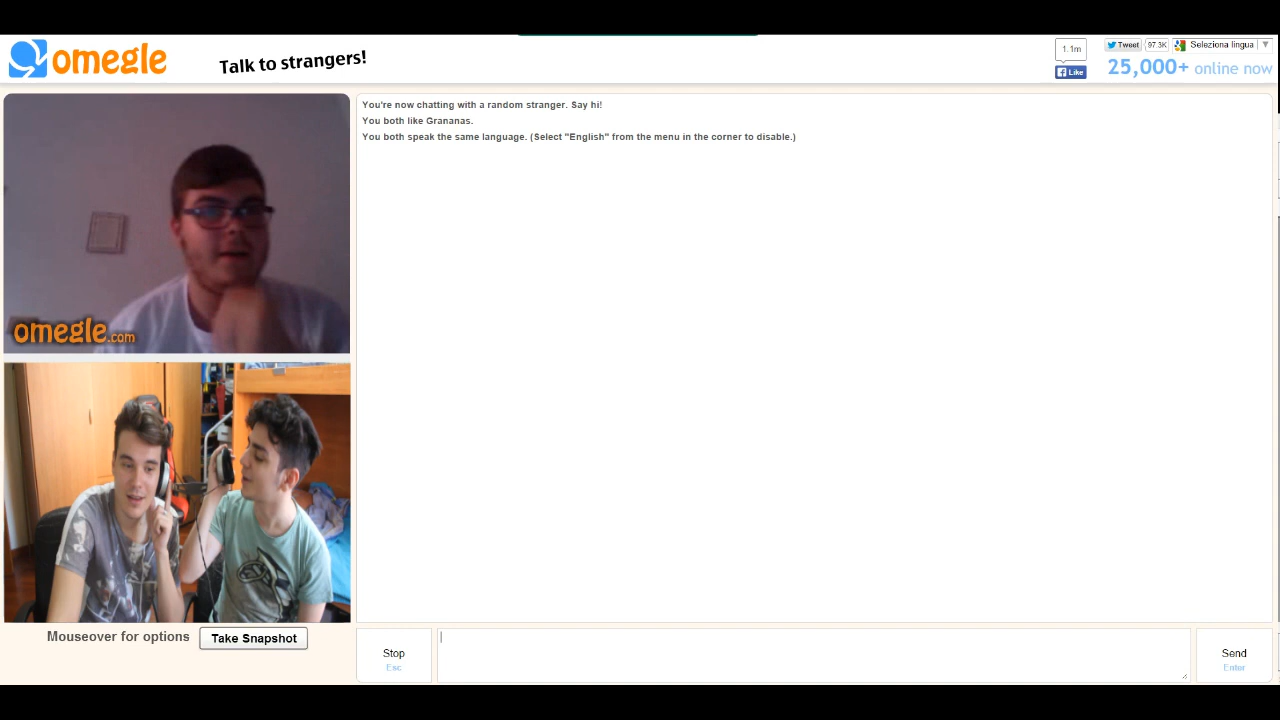 omegle
Talk to strangers!
1.1m
Like
Tweet
97.3K
Seleziona lingua
25,000+ online now
You're now chatting with a random stranger. Say hi!
You both like Grananas.
You both speak the same language. (Select "English" from the menu in the corner to disable.)
omegle.com
Mouseover for options
Take Snapshot
Stop
Esc
Send
Enter